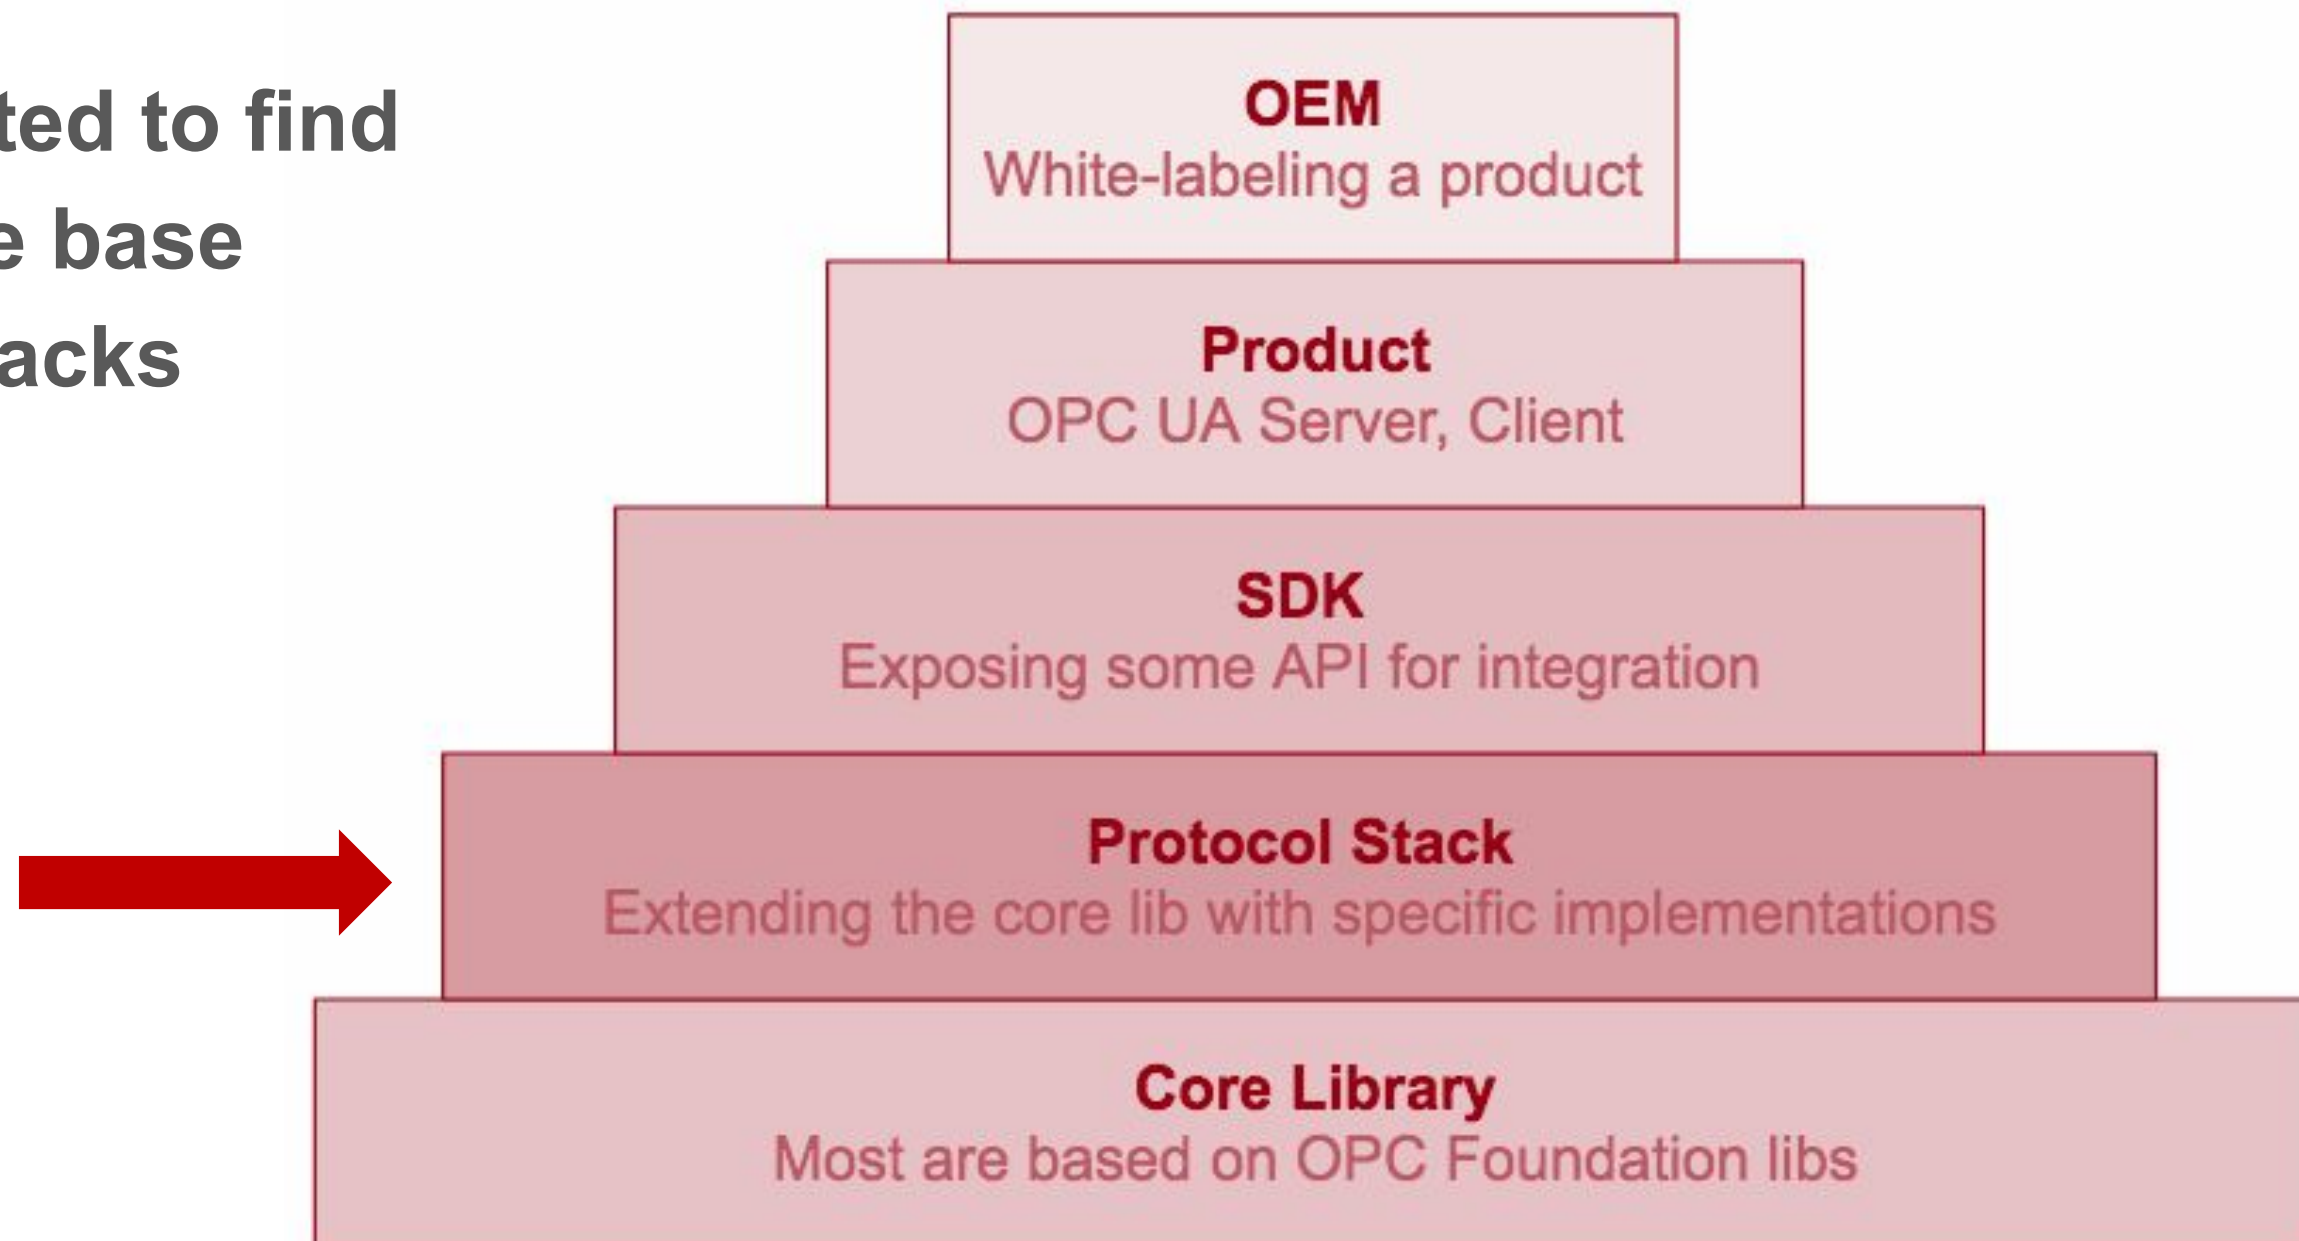 ted to find
e base
acks
OEM
White-labeling a product
Product
OPC UA Server, Client
SDK
Exposing some API for integration
Protocol Stack
Extending the core lib with specific implementations
Core Library
Most are based on OPC Foundation libs